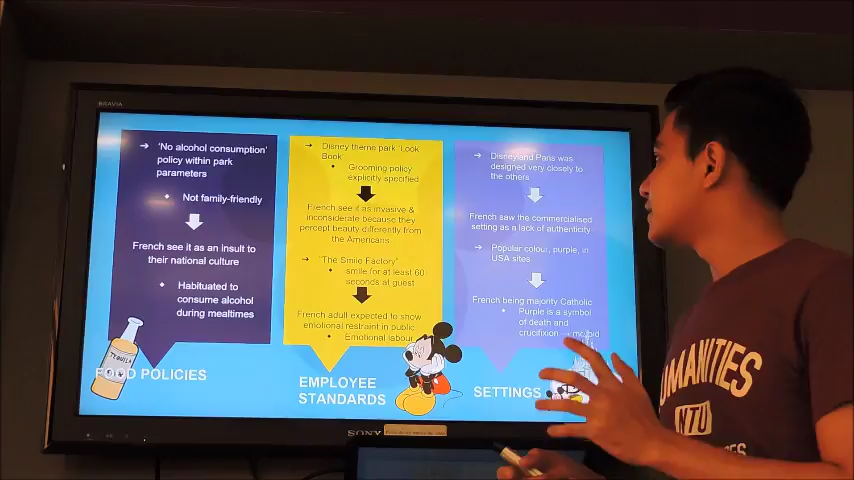 BRAVIA
➔ 'No alcohol consumption'
policy within park
parameters
• Not family-friendly
French see it as an insult to
their national culture
• Habituated to
consume alcohol
during mealtimes
TEQUILA
FOOD POLICIES
➔ Disney theme park 'Look
Book'
• Grooming policy
explicitly specified
French see it as invasive &
inconsiderate because they
percept beauty differently from
the Americans
➔ "The Smile Factory"
• smile for at least 60
seconds at guest
French adult expected to show
emotional restraint in public
• Emotional labour
EMPLOYEE
STANDARDS
➔ Disneyland Paris was
designed very closely to
the others
French saw the commercialised
setting as a lack of authenticity
➔ Popular colour, purple, in
USA sites
French being majority Catholic
• Purple is a symbol
of death and
crucifixion → morbid
SETTINGS
SONY
HUMANITIES
NTU